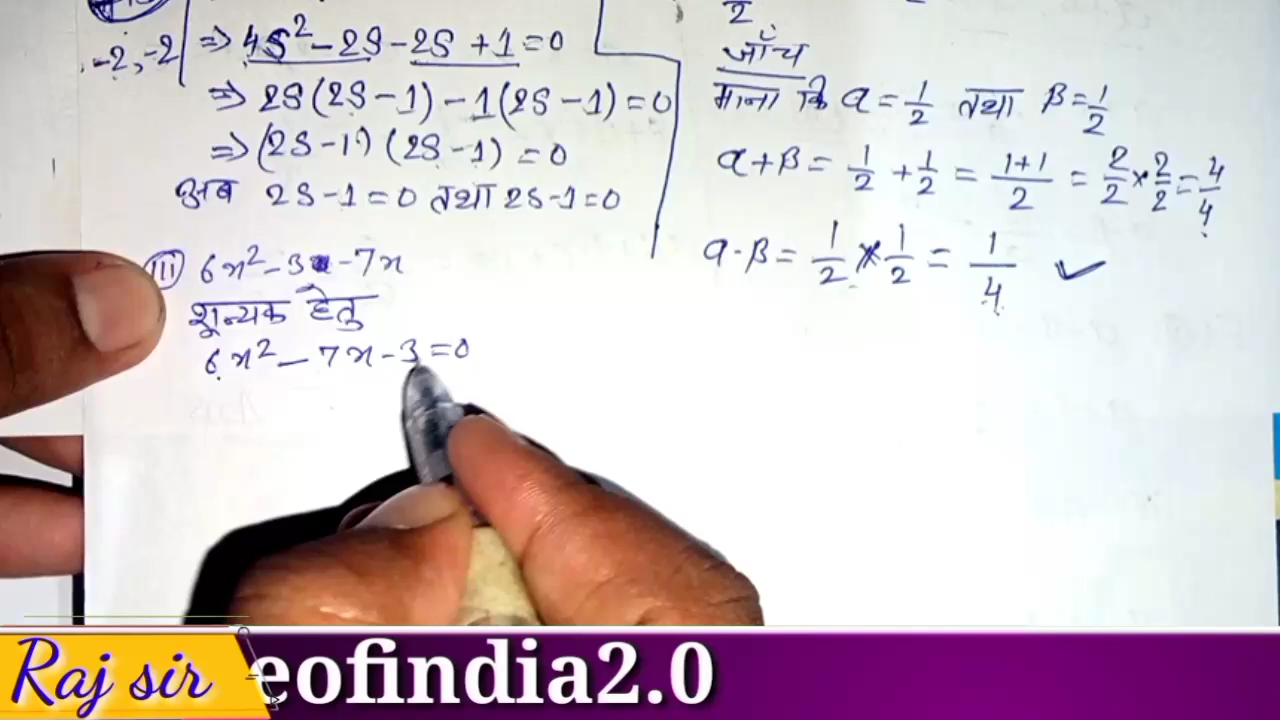 -2, -2
⇒ 4S² - 2S - 2S + 1 = 0
⇒ 2S(2S - 1) - 1(2S - 1) = 0
⇒ (2S - 1) (2S - 1) = 0
अब 2S - 1 = 0 तथा 2S - 1 = 0
(III) 6x² - 3 - 7x
शून्यक हेतु
6x² - 7x - 3 = 0
2
जाँच
माना कि α = 1/2 तथा β = 1/2
α + β = 1/2 + 1/2 = 1+1/2 = 2/2 × 2/2 = 4/4
α · β = 1/2 × 1/2 = 1/4 ✓
Raj sir
eofindia2.0